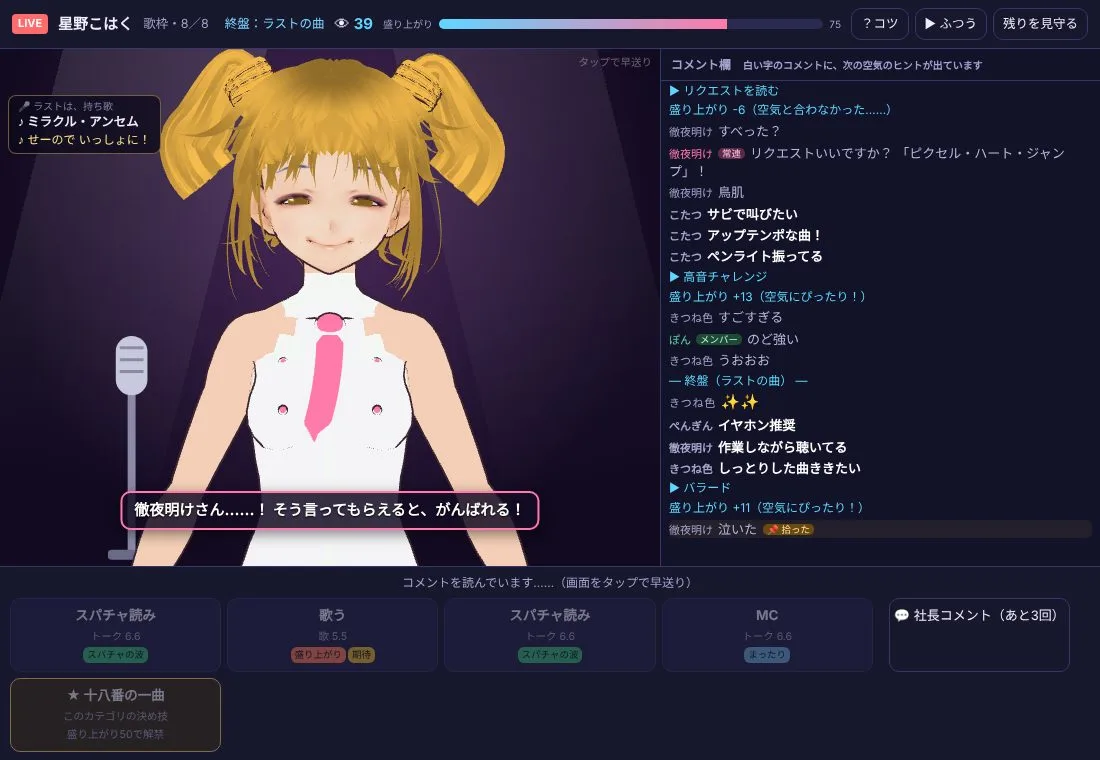 LIVE 星野こはく 歌枠・8／8 終盤：ラストの曲 👁 39 盛り上がり 75 ？コツ ▶ ふつう 残りを見守る
タップで早送り
🎤 ラストは、持ち歌
♪ ミラクル・アンセム
♪ せーので いっしょに！
徹夜明けさん……！ そう言ってもらえると、がんばれる！
コメント欄 白い字のコメントに、次の空気のヒントが出ています
▶ リクエストを読む
盛り上がり -6（空気と合わなかった……）
徹夜明け すべった？
徹夜明け 常連 リクエストいいですか？ 「ピクセル・ハート・ジャン
プ」！
徹夜明け 鳥肌
こたつ サビで叫びたい
こたつ アップテンポな曲！
こたつ ペンライト振ってる
▶ 高音チャレンジ
盛り上がり +13（空気にぴったり！）
きつね色 すごすぎる
ぽん メンバー のど強い
きつね色 うおおお
— 終盤（ラストの曲） —
きつね色 ✨✨
ぺんぎん イヤホン推奨
徹夜明け 作業しながら聴いてる
きつね色 しっとりした曲ききたい
▶ バラード
盛り上がり +11（空気にぴったり！）
徹夜明け 泣いた 📌 拾った
コメントを読んでいます……（画面をタップで早送り）
スパチャ読み
トーク 6.6
スパチャの波
歌う
歌 5.5
盛り上がり 期待
スパチャ読み
トーク 6.6
スパチャの波
MC
トーク 6.6
まったり
💬 社長コメント（あと3回）
★ 十八番の一曲
このカテゴリの決め技
盛り上がり50で解禁